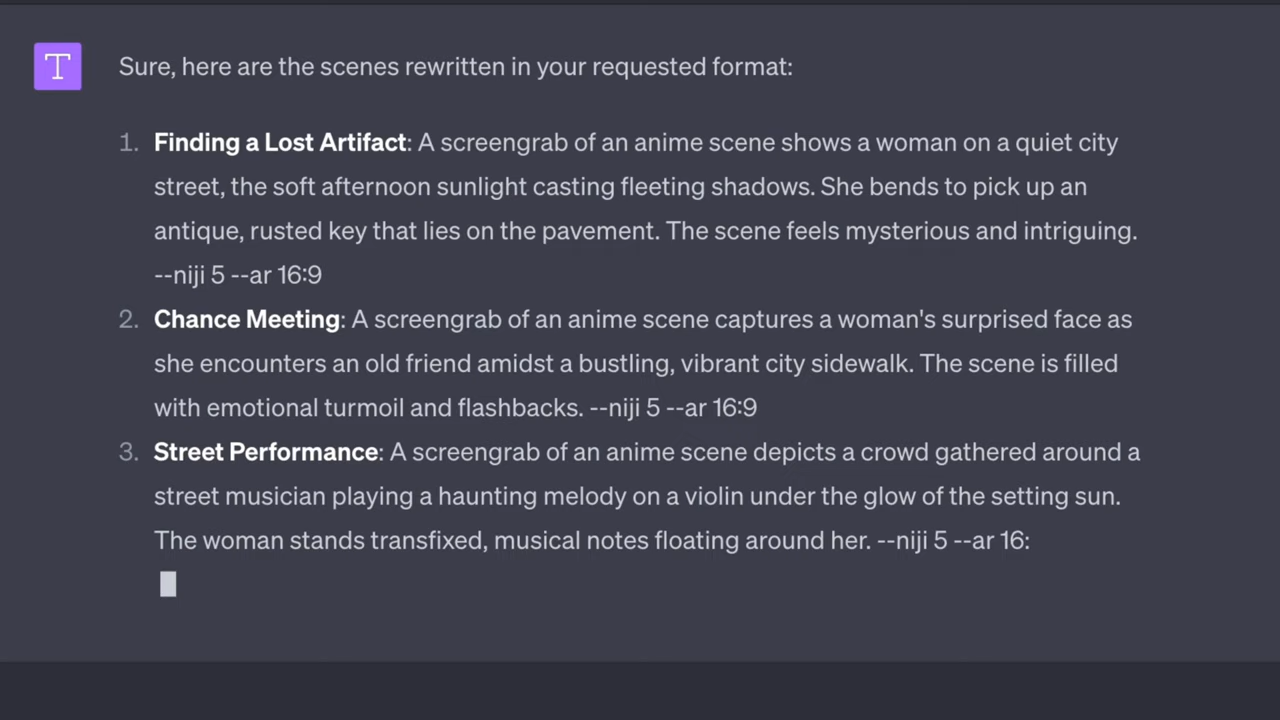 T
Sure, here are the scenes rewritten in your requested format:
1. Finding a Lost Artifact: A screengrab of an anime scene shows a woman on a quiet city
street, the soft afternoon sunlight casting fleeting shadows. She bends to pick up an
antique, rusted key that lies on the pavement. The scene feels mysterious and intriguing.
--niji 5 --ar 16:9
2. Chance Meeting: A screengrab of an anime scene captures a woman's surprised face as
she encounters an old friend amidst a bustling, vibrant city sidewalk. The scene is filled
with emotional turmoil and flashbacks. --niji 5 --ar 16:9
3. Street Performance: A screengrab of an anime scene depicts a crowd gathered around a
street musician playing a haunting melody on a violin under the glow of the setting sun.
The woman stands transfixed, musical notes floating around her. --niji 5 --ar 16: